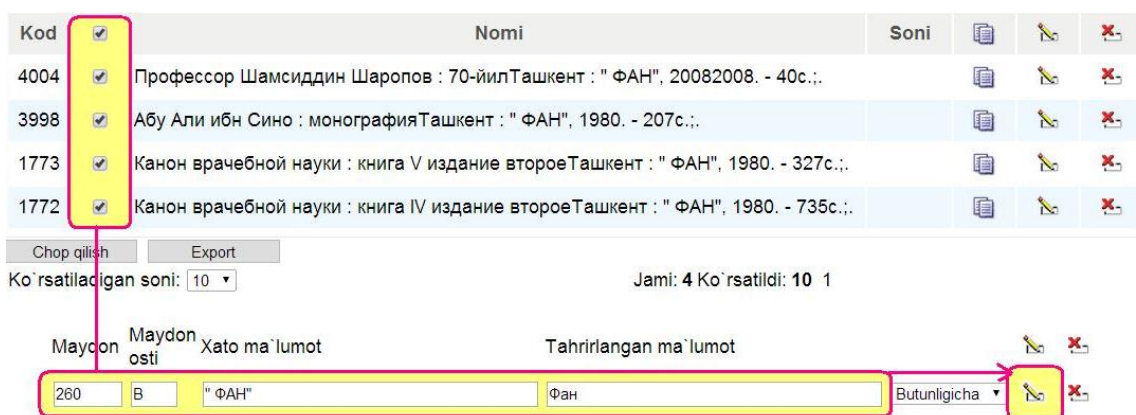 Kod Nomi Soni
4004 Профессор Шамсиддин Шаропов : 70-йилТашкент : " ФАН", 20082008. - 40с.;.
3998 Абу Али ибн Сино : монографияТашкент : " ФАН", 1980. - 207с.;.
1773 Канон врачебной науки : книга V издание второеТашкент : " ФАН", 1980. - 327с.;.
1772 Канон врачебной науки : книга IV издание второеТашкент : " ФАН", 1980. - 735с.;.
Chop qilish Export
Ko`rsatiladigan soni: 10 Jami: 4 Ko`rsatildi: 10 1
Maydon Maydon osti Xato ma`lumot Tahrirlangan ma`lumot
260 B " ФАН" Фан Butunligicha